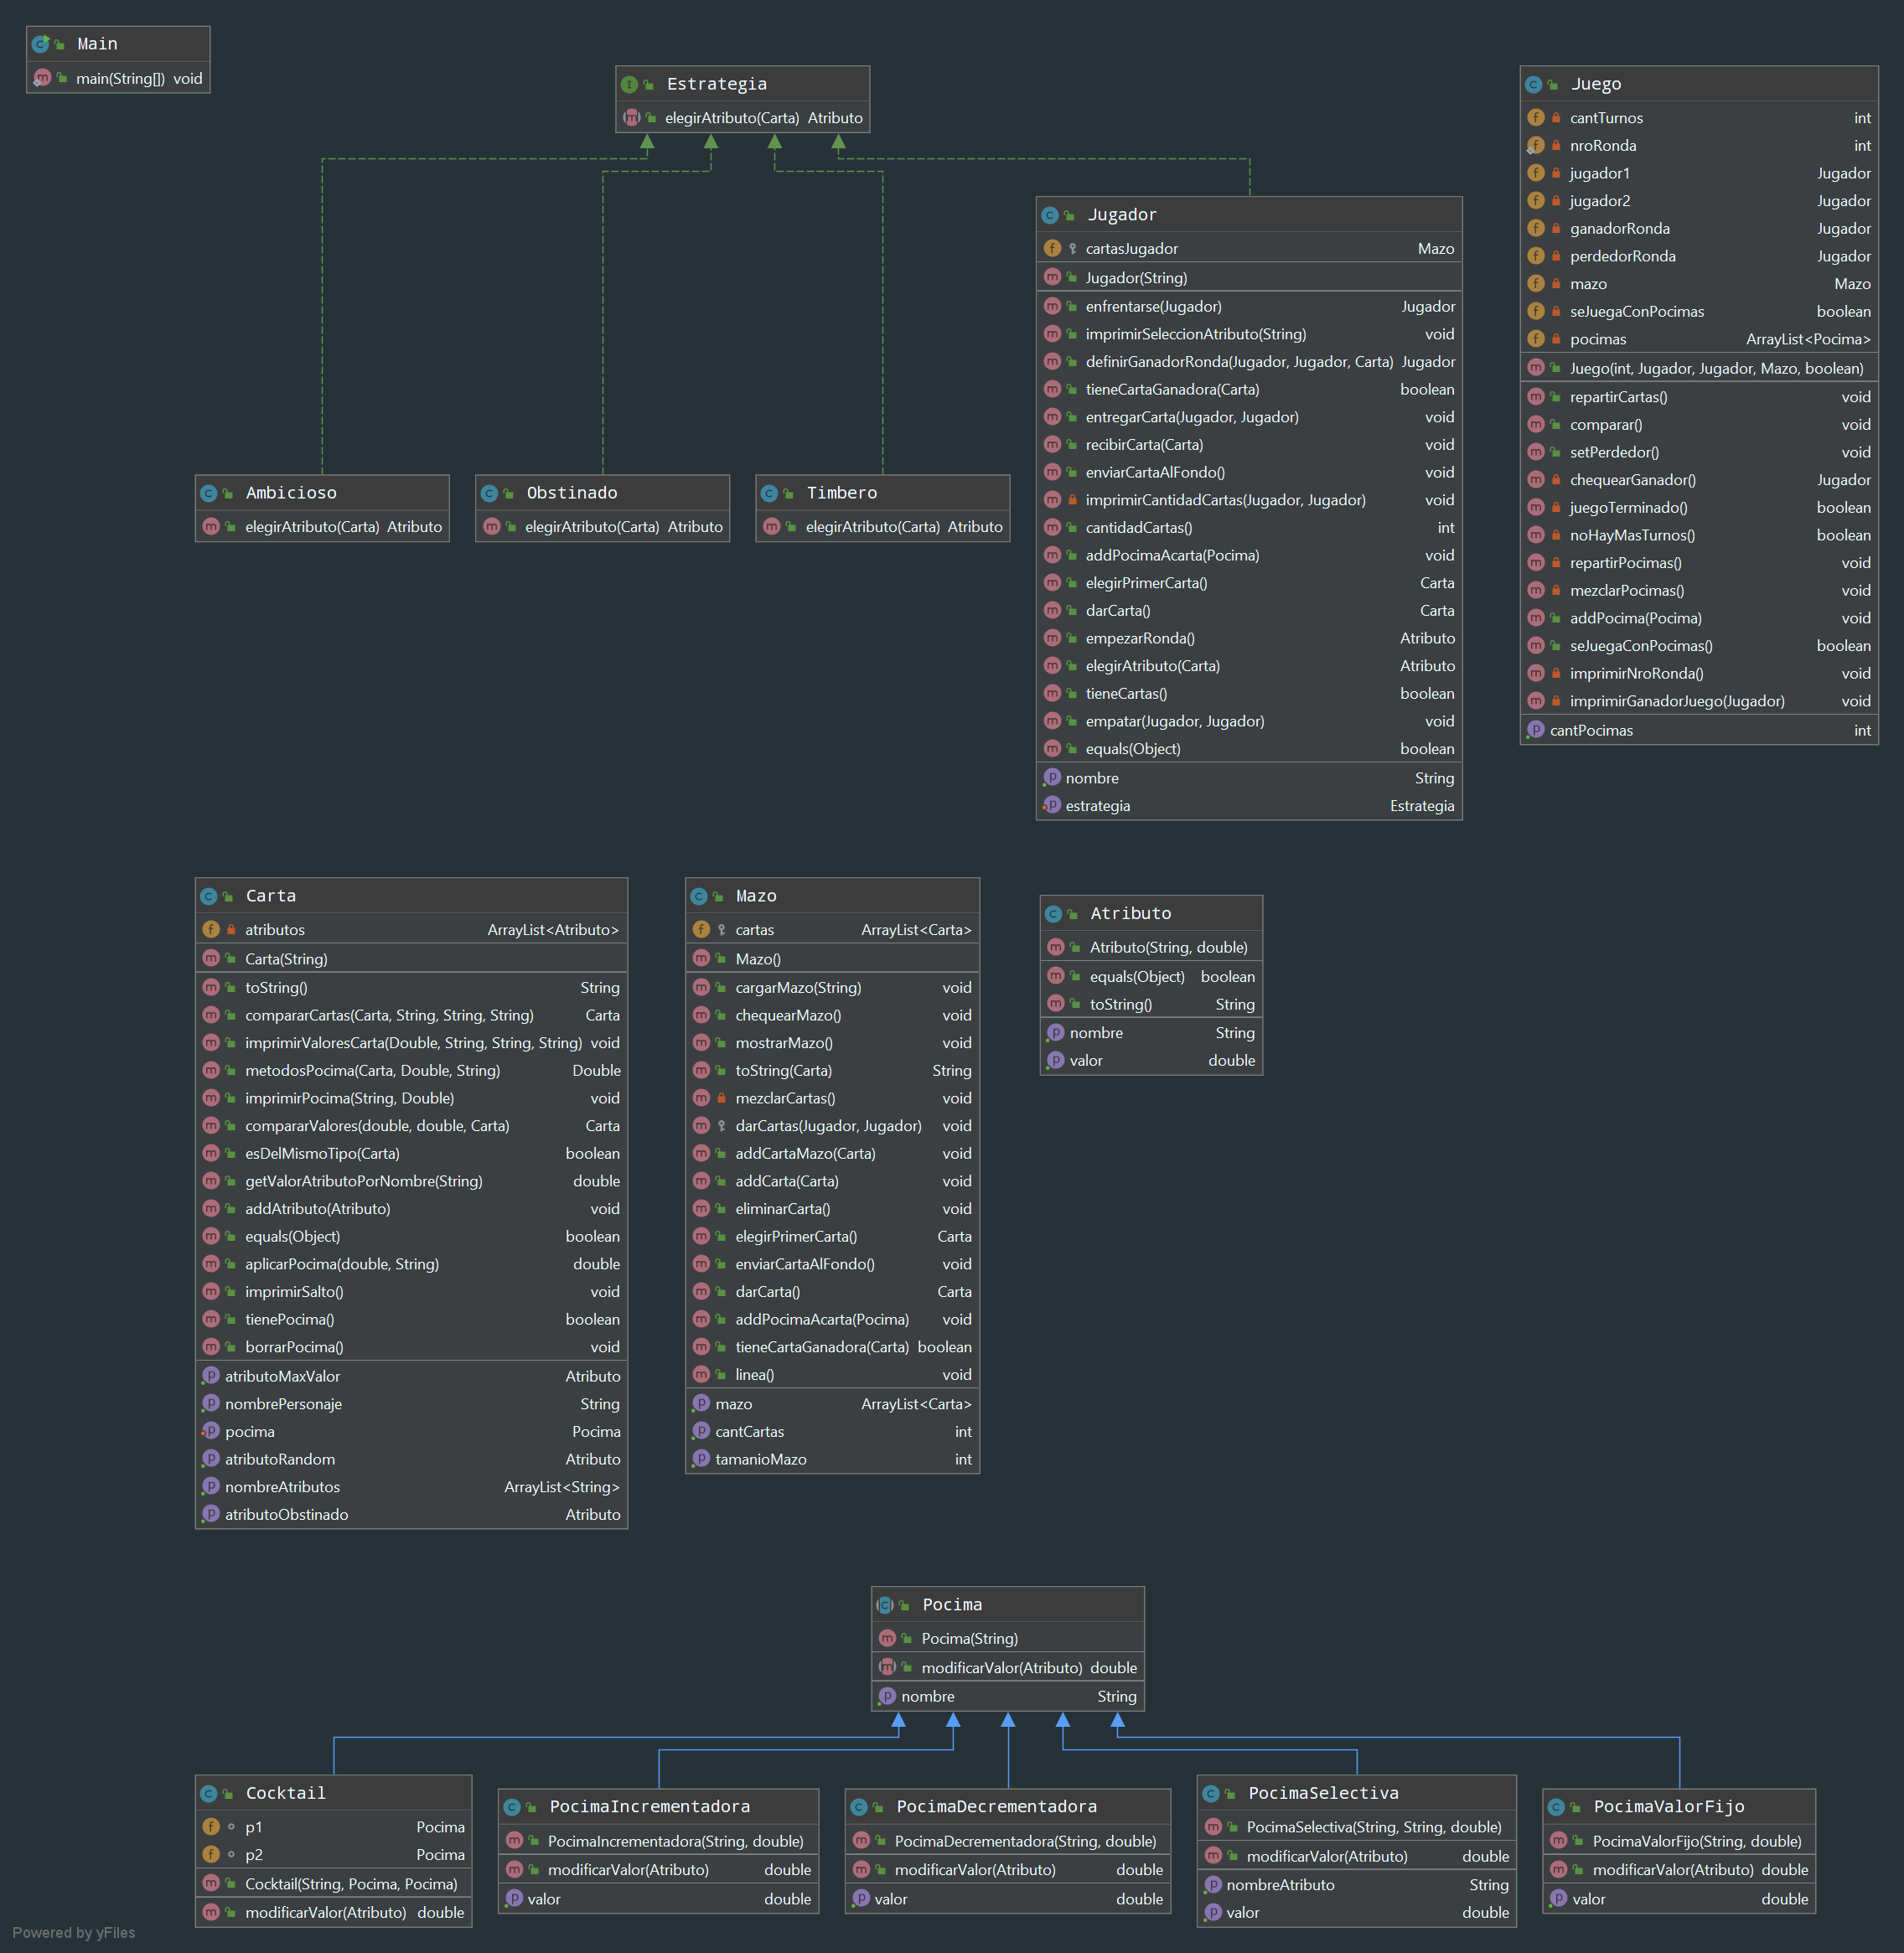 Main
main(String[]) void
Estrategia
elegirAtributo(Carta) Atributo
Ambicioso
elegirAtributo(Carta) Atributo
Obstinado
elegirAtributo(Carta) Atributo
Timbero
elegirAtributo(Carta) Atributo
Jugador
cartasJugador Mazo
Jugador(String)
enfrentarse(Jugador) Jugador
imprimirSeleccionAtributo(String) void
definirGanadorRonda(Jugador, Jugador, Carta) Jugador
tieneCartaGanadora(Carta) boolean
entregarCarta(Jugador, Jugador) void
recibirCarta(Carta) void
enviarCartaAlFondo() void
imprimirCantidadCartas(Jugador, Jugador) void
cantidadCartas() int
addPocimaAcarta(Pocima) void
elegirPrimerCarta() Carta
darCarta() Carta
empezarRonda() Atributo
elegirAtributo(Carta) Atributo
tieneCartas() boolean
empatar(Jugador, Jugador) void
equals(Object) boolean
nombre String
estrategia Estrategia
Juego
cantTurnos int
nroRonda int
jugador1 Jugador
jugador2 Jugador
ganadorRonda Jugador
perdedorRonda Jugador
mazo Mazo
seJuegaConPocimas boolean
pocimas ArrayList<Pocima>
Juego(int, Jugador, Jugador, Mazo, boolean)
repartirCartas() void
comparar() void
setPerdedor() void
chequearGanador() Jugador
juegoTerminado() boolean
noHayMasTurnos() boolean
repartirPocimas() void
mezclarPocimas() void
addPocima(Pocima) void
seJuegaConPocimas() boolean
imprimirNroRonda() void
imprimirGanadorJuego(Jugador) void
cantPocimas int
Carta
atributos ArrayList<Atributo>
Carta(String)
toString() String
compararCartas(Carta, String, String, String) Carta
imprimirValoresCarta(Double, String, String, String) void
metodosPocima(Carta, Double, String) Double
imprimirPocima(String, Double) void
compararValores(double, double, Carta) Carta
esDelMismoTipo(Carta) boolean
getValorAtributoPorNombre(String) double
addAtributo(Atributo) void
equals(Object) boolean
aplicarPocima(double, String) double
imprimirSalto() void
tienePocima() boolean
borrarPocima() void
atributoMaxValor Atributo
nombrePersonaje String
pocima Pocima
atributoRandom Atributo
nombreAtributos ArrayList<String>
atributoObstinado Atributo
Mazo
cartas ArrayList<Carta>
Mazo()
cargarMazo(String) void
chequearMazo() void
mostrarMazo() void
toString(Carta) String
mezclarCartas() void
darCartas(Jugador, Jugador) void
addCartaMazo(Carta) void
addCarta(Carta) void
eliminarCarta() void
elegirPrimerCarta() Carta
enviarCartaAlFondo() void
darCarta() Carta
addPocimaAcarta(Pocima) void
tieneCartaGanadora(Carta) boolean
linea() void
mazo ArrayList<Carta>
cantCartas int
tamanioMazo int
Atributo
Atributo(String, double)
equals(Object) boolean
toString() String
nombre String
valor double
Pocima
Pocima(String)
modificarValor(Atributo) double
nombre String
Cocktail
p1 Pocima
p2 Pocima
Cocktail(String, Pocima, Pocima)
modificarValor(Atributo) double
PocimaIncrementadora
PocimaIncrementadora(String, double)
modificarValor(Atributo) double
valor double
PocimaDecrementadora
PocimaDecrementadora(String, double)
modificarValor(Atributo) double
valor double
PocimaSelectiva
PocimaSelectiva(String, String, double)
modificarValor(Atributo) double
nombreAtributo String
valor double
PocimaValorFijo
PocimaValorFijo(String, double)
modificarValor(Atributo) double
valor double
Powered by yFiles